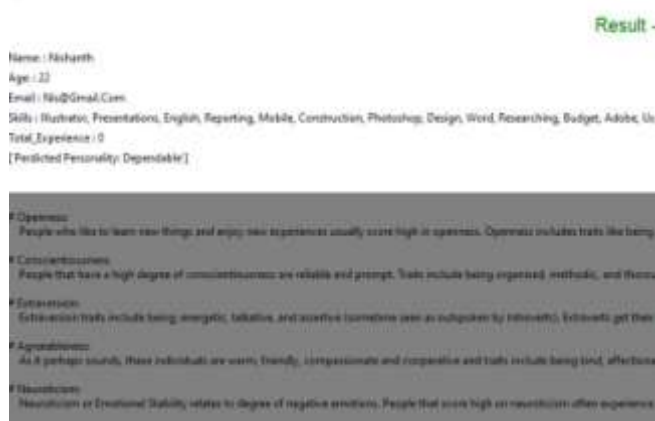 Result -
Name : Nishanth
Age : 22
Email : Nis@Gmail.Com
Skills : Illustrator, Presentations, English, Reporting, Mobile, Construction, Photoshop, Design, Word, Researching, Budget, Adobe,
Total_Experience : 0
['Perdicted Personality: Dependable']
# Openness:
People who like to learn new things and enjoy new experiences usually score high in openness. Openness includes traits like being
# Conscientiousness:
People that have a high degree of conscientiousness are reliable and prompt. Traits include being organised, methodic, and
# Extraversion:
Extraversion traits include being; energetic, talkative, and assertive (sometime seen as outspoken by Introverts). Extraverts get their
# Agreeableness:
As it perhaps sounds, these individuals are warm, friendly, compassionate and cooperative and traits include being kind,
# Neuroticism:
Neuroticism or Emotional Stability relates to degree of negative emotions. People that score high on neuroticism often experience